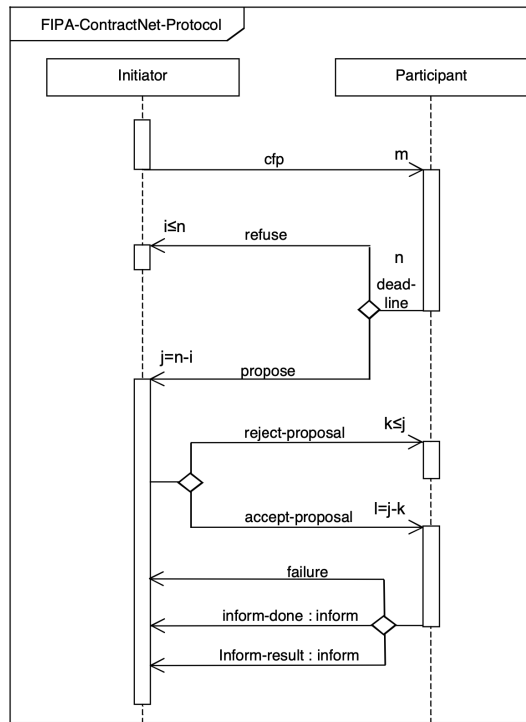 FIPA-ContractNet-Protocol
Initiator
Participant
cfp
m
i≤n
refuse
n
dead-
line
j=n-i
propose
reject-proposal
k≤j
accept-proposal
l=j-k
failure
inform-done : inform
Inform-result : inform